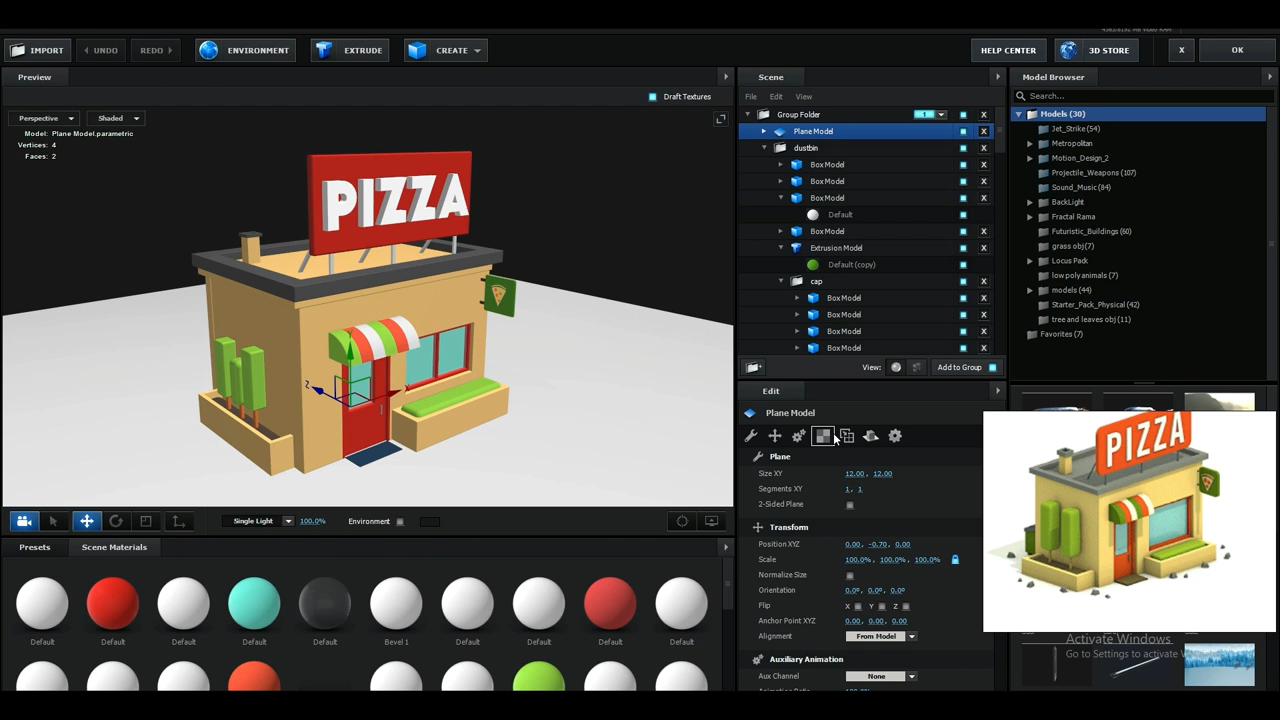 IMPORT
UNDO
REDO
ENVIRONMENT
EXTRUDE
CREATE
HELP CENTER
3D STORE
X
OK
Preview
Draft Textures
Perspective
Shaded
Model: Plane Model.parametric
Vertices: 4
Faces: 2
PIZZA
Z
X
Single Light
100.0%
Environment
Presets
Scene Materials
Default
Default
Default
Default
Default
Bevel 1
Default
Default
Default
Default
Scene
File Edit View
Group Folder 1 X
Plane Model X
dustbin X
Box Model X
Box Model X
Box Model X
Default
Box Model X
Extrusion Model X
Default (copy)
cap X
Box Model X
Box Model X
Box Model X
Box Model X
View:
Add to Group
Edit
Plane Model
Plane
Size XY 12.00, 12.00
Segments XY 1, 1
2-Sided Plane
Transform
Position XYZ 0.00, -0.70, 0.00
Scale 100.0%, 100.0%, 100.0%
Normalize Size
Orientation 0.0°, 0.0°, 0.0°
Flip X Y Z
Anchor Point XYZ 0.00, 0.00, 0.00
Alignment From Model
Auxiliary Animation
Aux Channel None
Model Browser
Search...
Models (30)
Jet_Strike (54)
Metropolitan
Motion_Design_2
Projectile_Weapons (107)
Sound_Music (84)
BackLight
Fractal Rama
Futuristic_Buildings (60)
grass obj(7)
Locus Pack
low poly animals (7)
models (44)
Starter_Pack_Physical (42)
tree and leaves obj (11)
Favorites (7)
PIZZA
Activate Windows
Go to Settings to activate